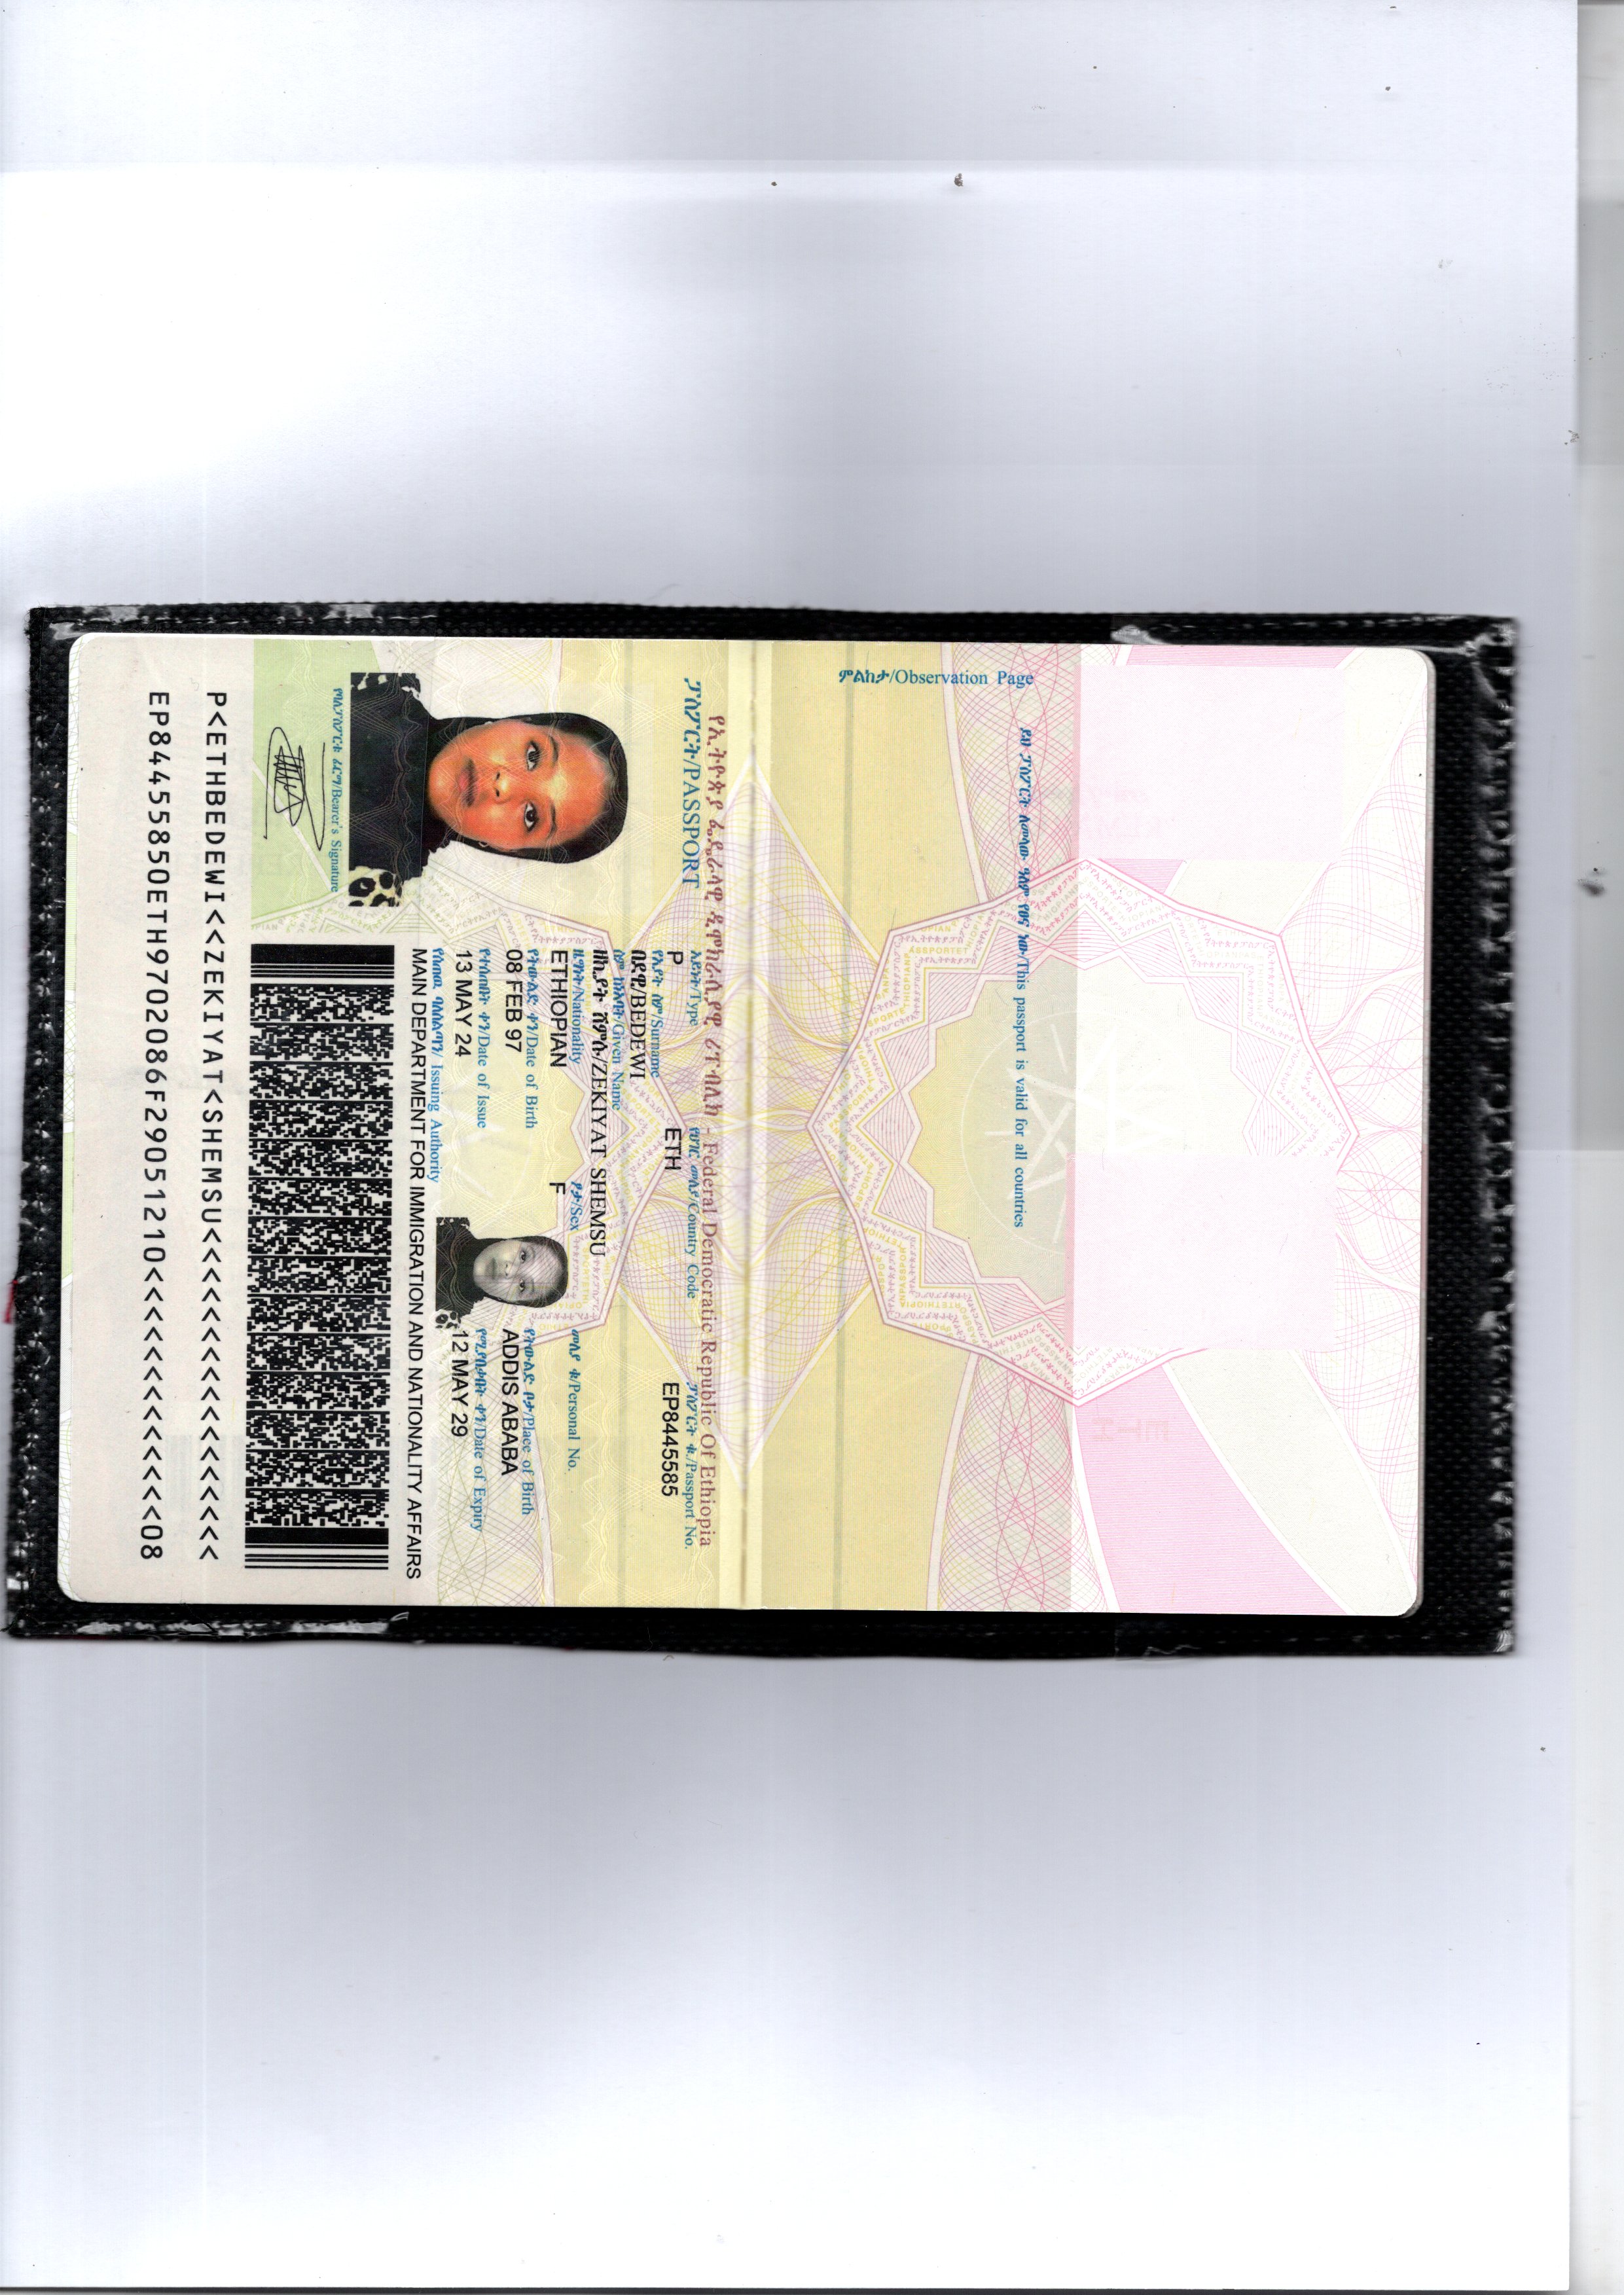 ይህ ፓስፖርት ለመላው ዓለም የፀና ነው/This passport is valid for all countries
ምልከታ/Observation Page
የኢትዮጵያ ፌዴራላዊ ዲሞክራሲያዊ ሪፐብሊክ - Federal Democratic Republic Of Ethiopia
ፓስፖርት/PASSPORT
አይነት/Type
የሀገር መለያ/Country Code
ፓስፖርት ቁ./Passport No.
P
ETH
EP8445585
የአያት ስም/Surname
በደዊ/BEDEWI
ስም ከነአባት/Given Name
ዘኪያት ሸምሱ/ZEKIYAT SHEMSU
ዜግነት/Nationality
ፆታ/Sex
መለያ ቁ/Personal No.
ETHIOPIAN
F
የትውልድ ቀን/Date of Birth
የትውልድ ቦታ/Place of Birth
08 FEB 97
ADDIS ABABA
የተሰጠበት ቀን/Date of Issue
የሚያበቃበት ቀን/Date of Expiry
13 MAY 24
12 MAY 29
የሰጠዉ ባለስልጣን/ Issuing Authority
MAIN DEPARTMENT FOR IMMIGRATION AND NATIONALITY AFFAIRS
የባለፓስፖርቱ ፊርማ/Bearer's Signature
P<ETHBEDEWI<<ZEKIYAT<SHEMSU<<<<<<<<<<<<<<<<<
EP84455850ETH9702086F29051210<<<<<<<<<<<<<08